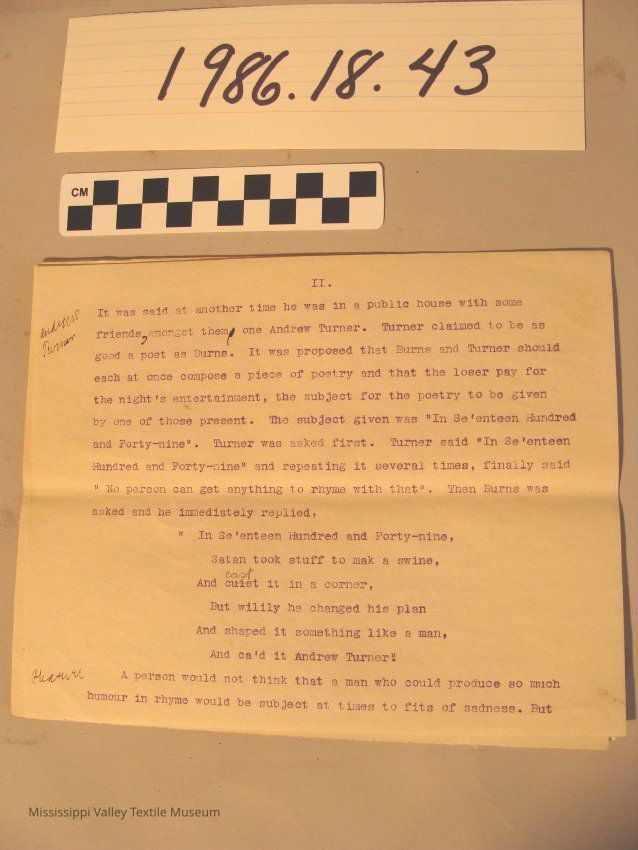 1986.18.43
CM
II.
Andrew
Turner
It was said at another time he was in a public house with some
friends, amongst them, one Andrew Turner. Turner claimed to be as
good a poet as Burns. It was proposed that Burns and Turner should
each at once compose a piece of poetry and that the loser pay for
the night's entertainment, the subject for the poetry to be given
by one of those present. The subject given was "In Se'enteen Hundred
and Forty-nine". Turner was asked first. Turner said "In Se'enteen
Hundred and Forty-nine" and repeating it several times, finally said
" No person can get anything to rhyme with that". Then Burns was
asked and he immediately replied,
" In Se'enteen Hundred and Forty-nine,
Satan took stuff to make a swine,
cast
And cuist it in a corner,
But wilily he changed his plan
And shaped it something like a man,
And ca'd it Andrew Turner".
A person would not think that a man who could produce so much
humour in rhyme would be subject at times to fits of sadness. But
Mississippi Valley Textile Museum